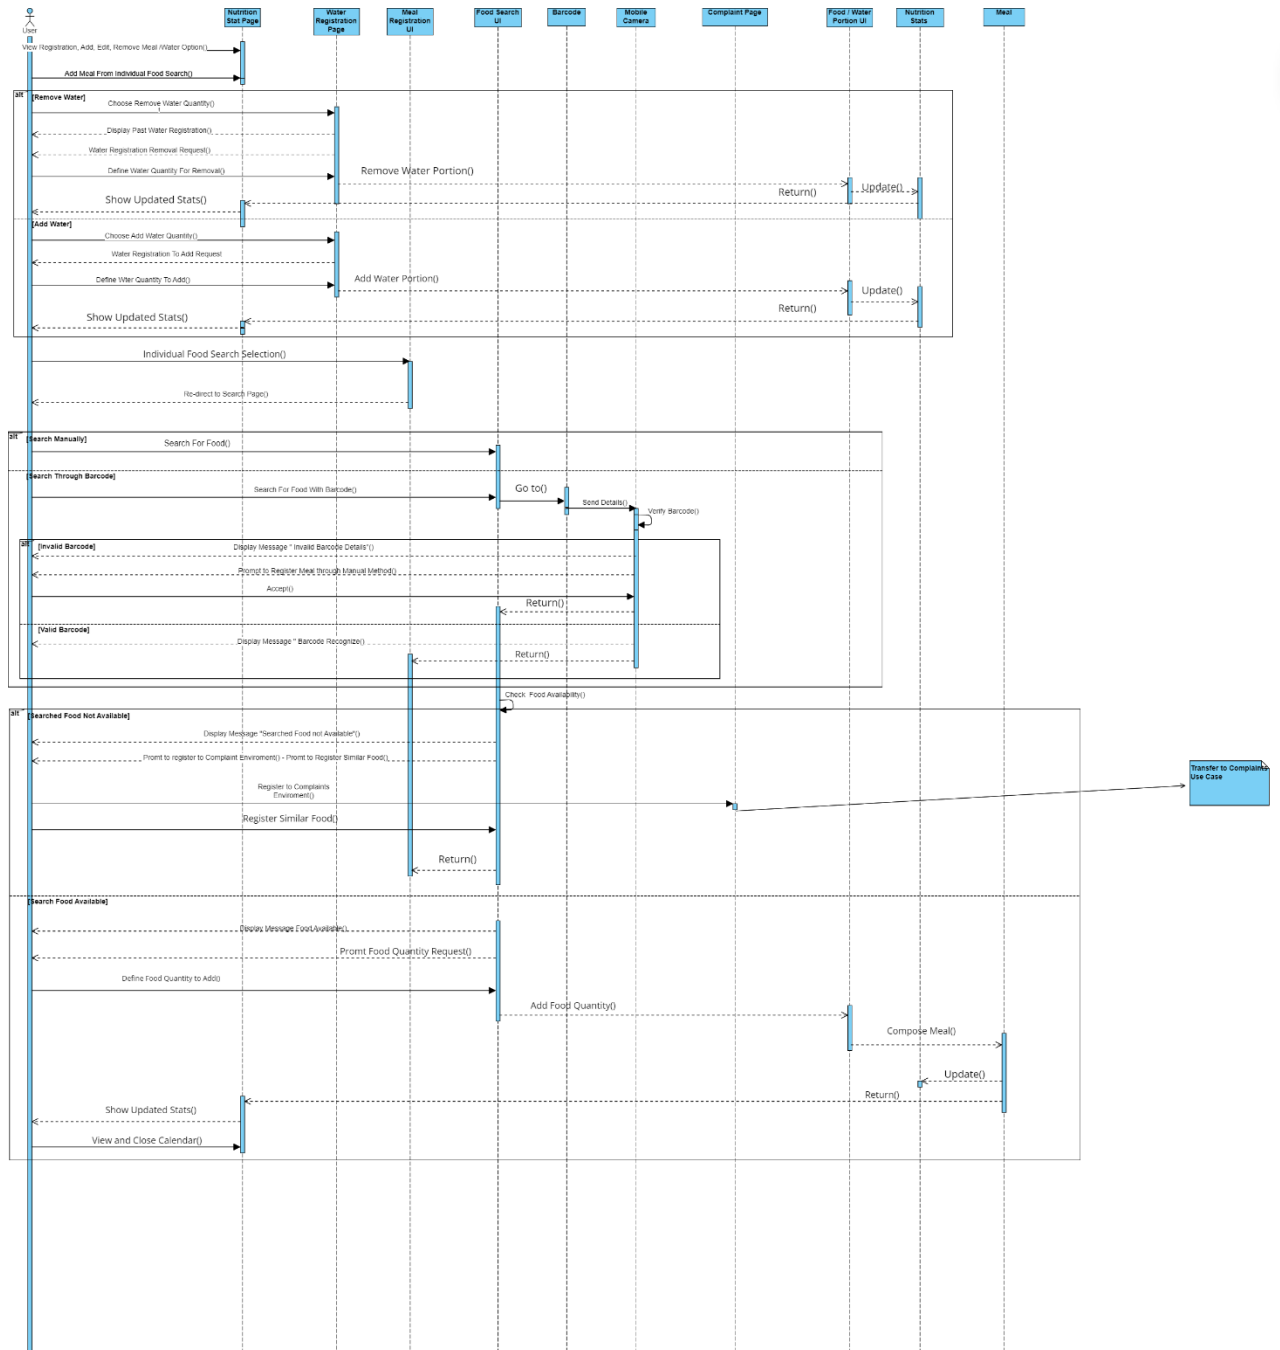 User
Nutrition
Stat Page
Water
Registration
Page
Meal
Registration
UI
Food Search
UI
Barcode
Mobile
Camera
Complaint Page
Food / Water
Portion UI
Nutrition
Stats
Meal
View Registration, Add, Edit, Remove Meal /Water Option()
Add Meal From Individual Food Search()
alt
[Remove Water]
Choose Remove Water Quantity()
Display Past Water Registration()
Water Registration Removal Request()
Define Water Quantity For Removal()
Remove Water Portion()
Update()
Return()
Show Updated Stats()
[Add Water]
Choose Add Water Quantity()
Water Registration To Add Request
Define Wter Quantity To Add()
Add Water Portion()
Update()
Return()
Show Updated Stats()
Individual Food Search Selection()
Re-direct to Search Page()
alt
[Search Manually]
Search For Food()
[Search Through Barcode]
Search For Food With Barcode()
Go to()
Send Details()
Verify Barcode()
alt
[Invalid Barcode]
Display Message " Invalid Barcode Details"()
Prompt to Register Meal through Manual Method()
Accept()
Return()
[Valid Barcode]
Display Message " Barcode Recognize()
Return()
Check Food Availability()
alt
[Searched Food Not Available]
Display Message "Searched Food not Available"()
Promt to register to Complaint Enviroment() - Promt to Register Similar Food()
Transfer to Complaints
Use Case
Register to Complaints
Enviroment()
Register Similar Food()
Return()
[Search Food Available]
Display Message Food Available()
Promt Food Quantity Request()
Define Food Quantity to Add()
Add Food Quantity()
Compose Meal()
Update()
Return()
Show Updated Stats()
View and Close Calendar()